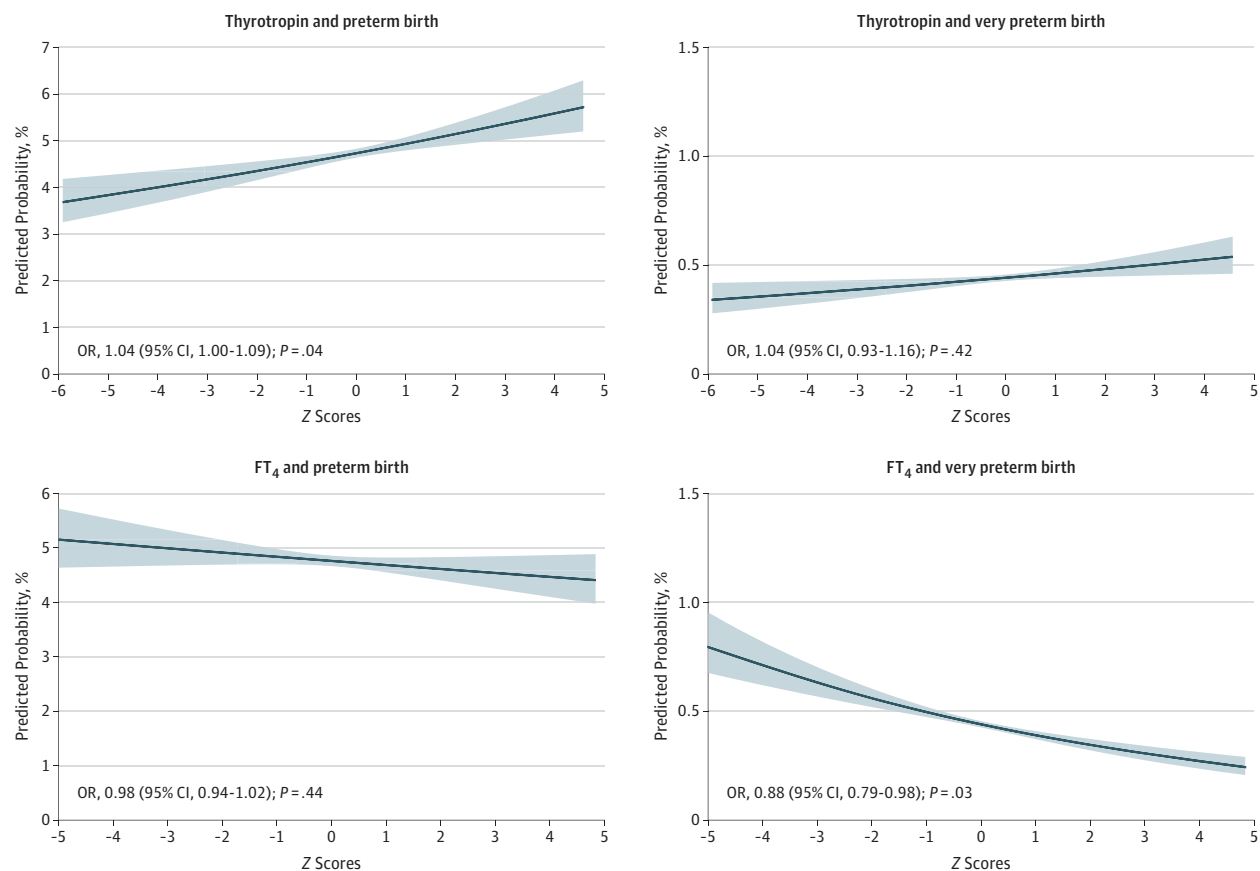 Thyrotropin and preterm birth
Predicted Probability, %
7
6
5
4
3
2
1
0
OR, 1.04 (95% CI, 1.00-1.09); P = .04
-6 -5 -4 -3 -2 -1 0 1 2 3 4 5
Z Scores
Thyrotropin and very preterm birth
Predicted Probability, %
1.5
1.0
0.5
0
OR, 1.04 (95% CI, 0.93-1.16); P = .42
-6 -5 -4 -3 -2 -1 0 1 2 3 4 5
Z Scores
FT4 and preterm birth
Predicted Probability, %
6
5
4
3
2
1
0
OR, 0.98 (95% CI, 0.94-1.02); P = .44
-5 -4 -3 -2 -1 0 1 2 3 4 5
Z Scores
FT4 and very preterm birth
Predicted Probability, %
1.5
1.0
0.5
0
OR, 0.88 (95% CI, 0.79-0.98); P = .03
-5 -4 -3 -2 -1 0 1 2 3 4 5
Z Scores